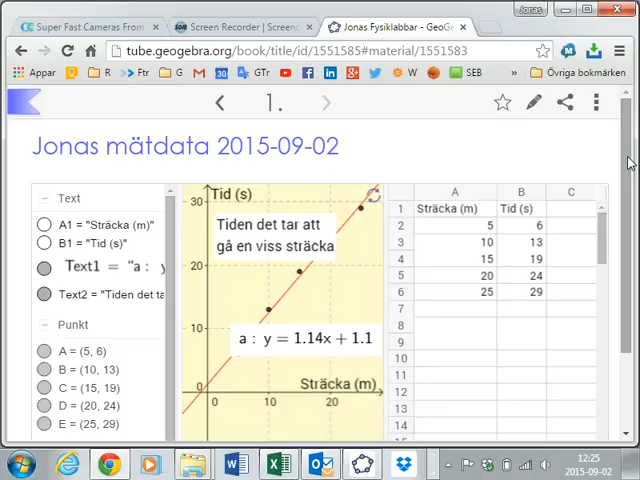 Jonas
Super Fast Cameras From
Screen Recorder | Screenc
Jonas Fysiklabbar - GeoGe
tube.geogebra.org/book/title/id/1551585#material/1551583
Appar
R
Ftr
G
GTr
SEB
»
Övriga bokmärken
1.
Jonas mätdata 2015-09-02
Text
A1 = "Sträcka (m)"
B1 = "Tid (s)"
Text1 = "a : y
Text2 = "Tiden det ta
Punkt
A = (5, 6)
B = (10, 13)
C = (15, 19)
D = (20, 24)
E = (25, 29)
Tid (s)
30
Tiden det tar att
gå en viss sträcka
20
10
a : y = 1.14x + 1.1
Sträcka (m)
0
0 10 20
A B C
1 Sträcka (m) Tid (s)
2 5 6
3 10 13
4 15 19
5 20 24
6 25 29
7
8
9
10
11
12
13
14
15
12:25
2015-09-02